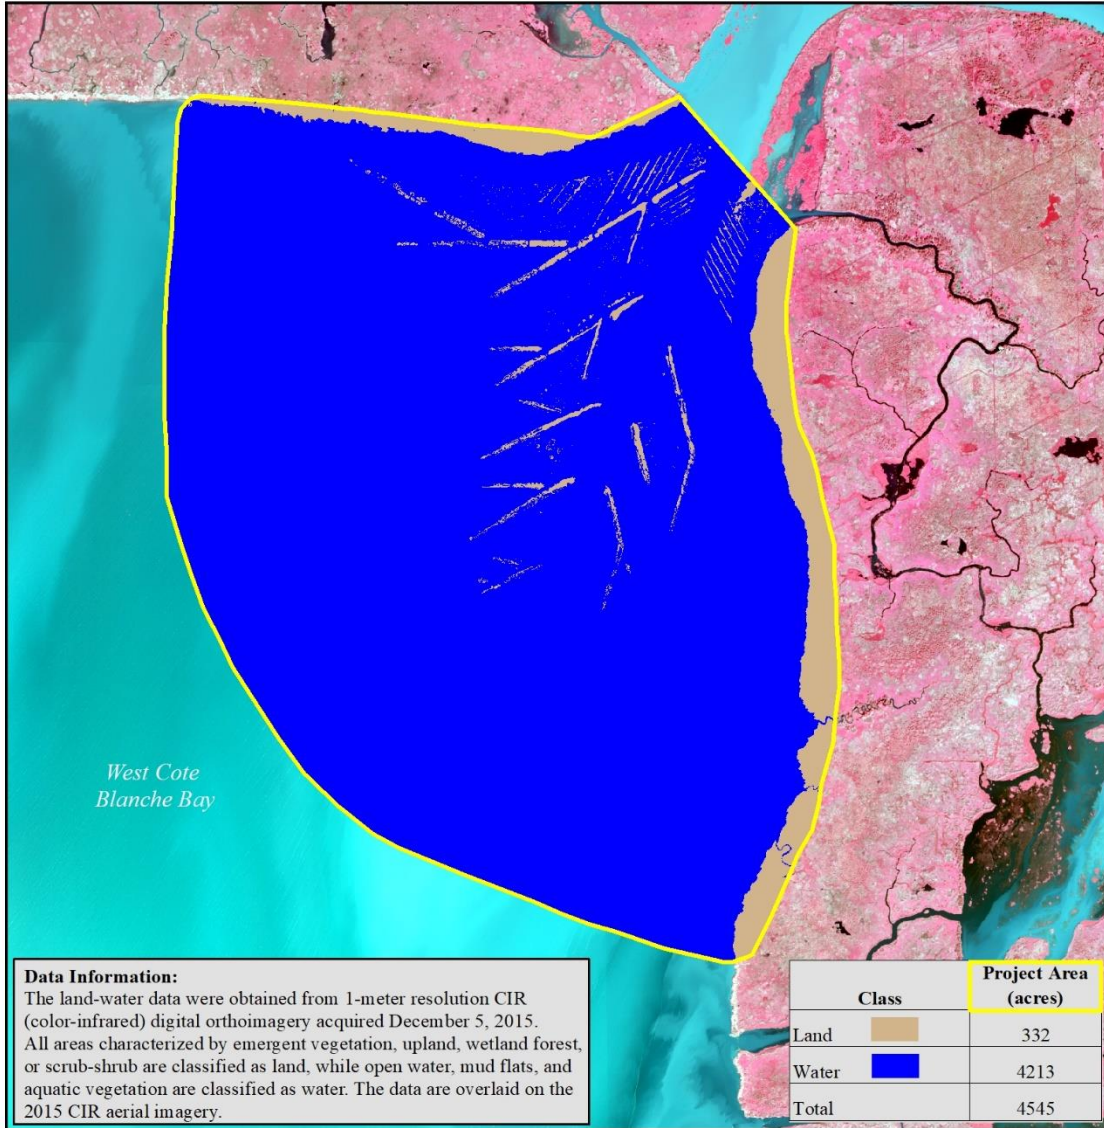 West Cote
Blanche Bay
Data Information:
The land-water data were obtained from 1-meter resolution CIR
(color-infrared) digital orthoimagery acquired December 5, 2015.
All areas characterized by emergent vegetation, upland, wetland forest,
or scrub-shrub are classified as land, while open water, mud flats, and
aquatic vegetation are classified as water. The data are overlaid on the
2015 CIR aerial imagery.
Class Project Area
(acres)
Land 332
Water 4213
Total 4545